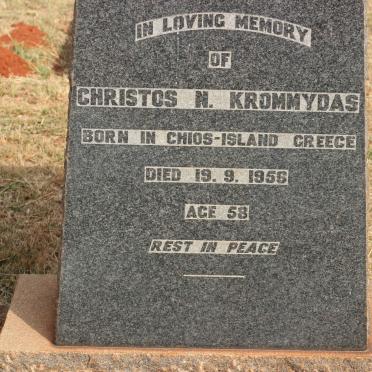 IN LOVING MEMORY
OF
CHRISTOS N. KROMMYDAS
BORN IN CHIOS-ISLAND GREECE
DIED 19. 9. 1956
AGE 58
REST IN PEACE